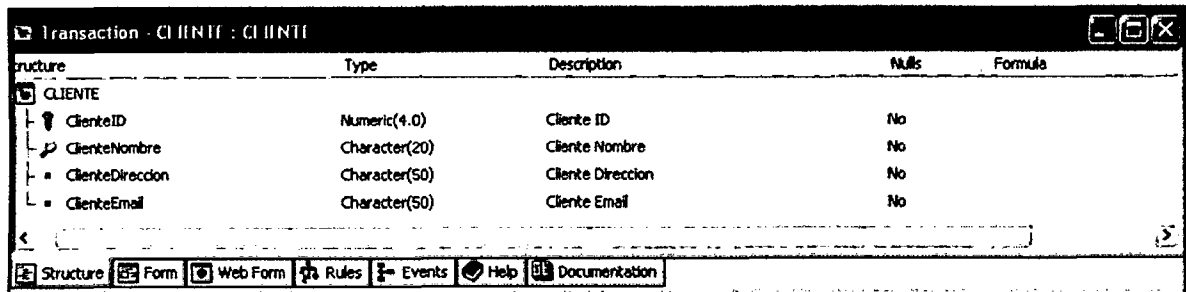 Transaction - CLIENTE : CLIENTE
tructure Type Description Nulls Formula
CLIENTE
ClienteID Numeric(4.0) Cliente ID No
ClienteNombre Character(20) Cliente Nombre No
ClienteDireccion Character(50) Cliente Direccion No
ClienteEmail Character(50) Cliente Email No
Structure Form Web Form Rules Events Help Documentation